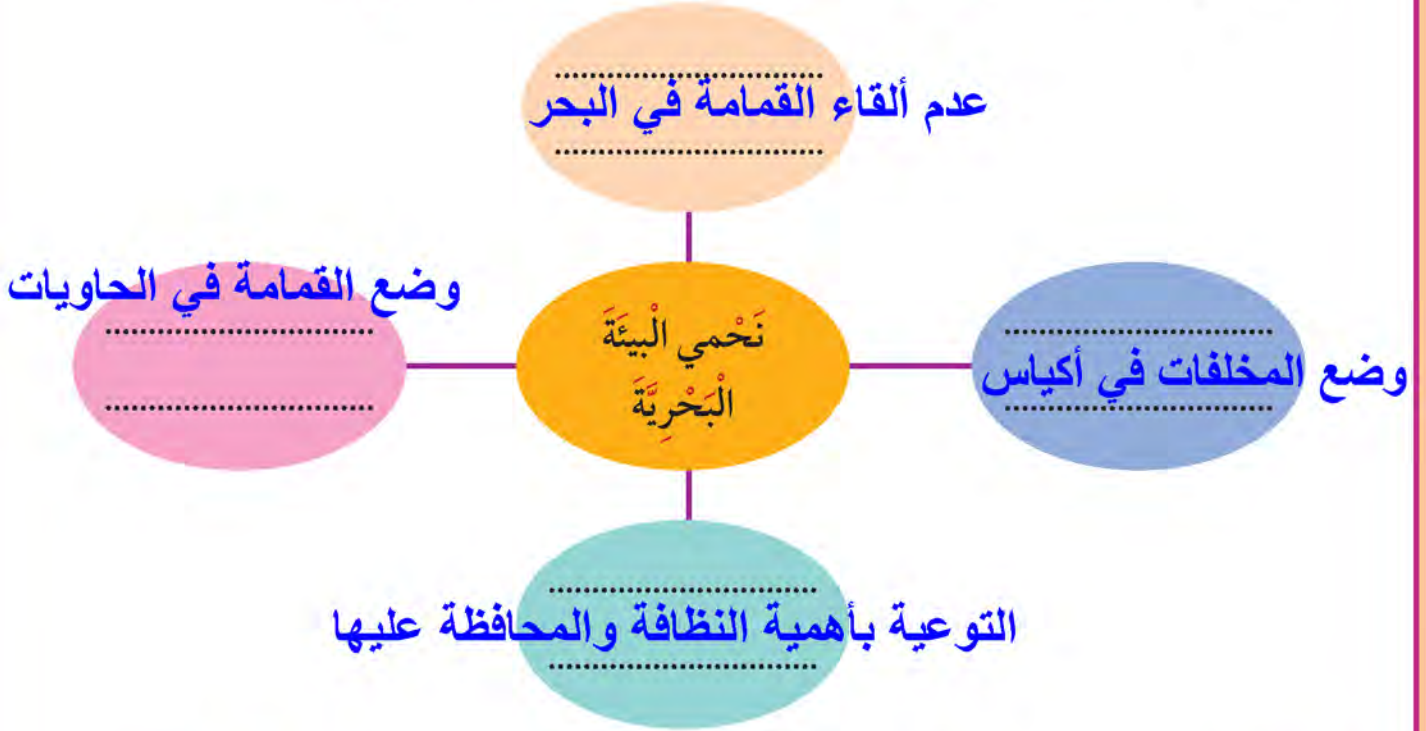 عدم ألقاء القمامة في البحر
وضع القمامة في الحاويات
نَحْمي الْبيئَةَ
الْبَحْرِيَّةَ
وضع المخلفات في أكياس
التوعية بأهمية النظافة والمحافظة عليها